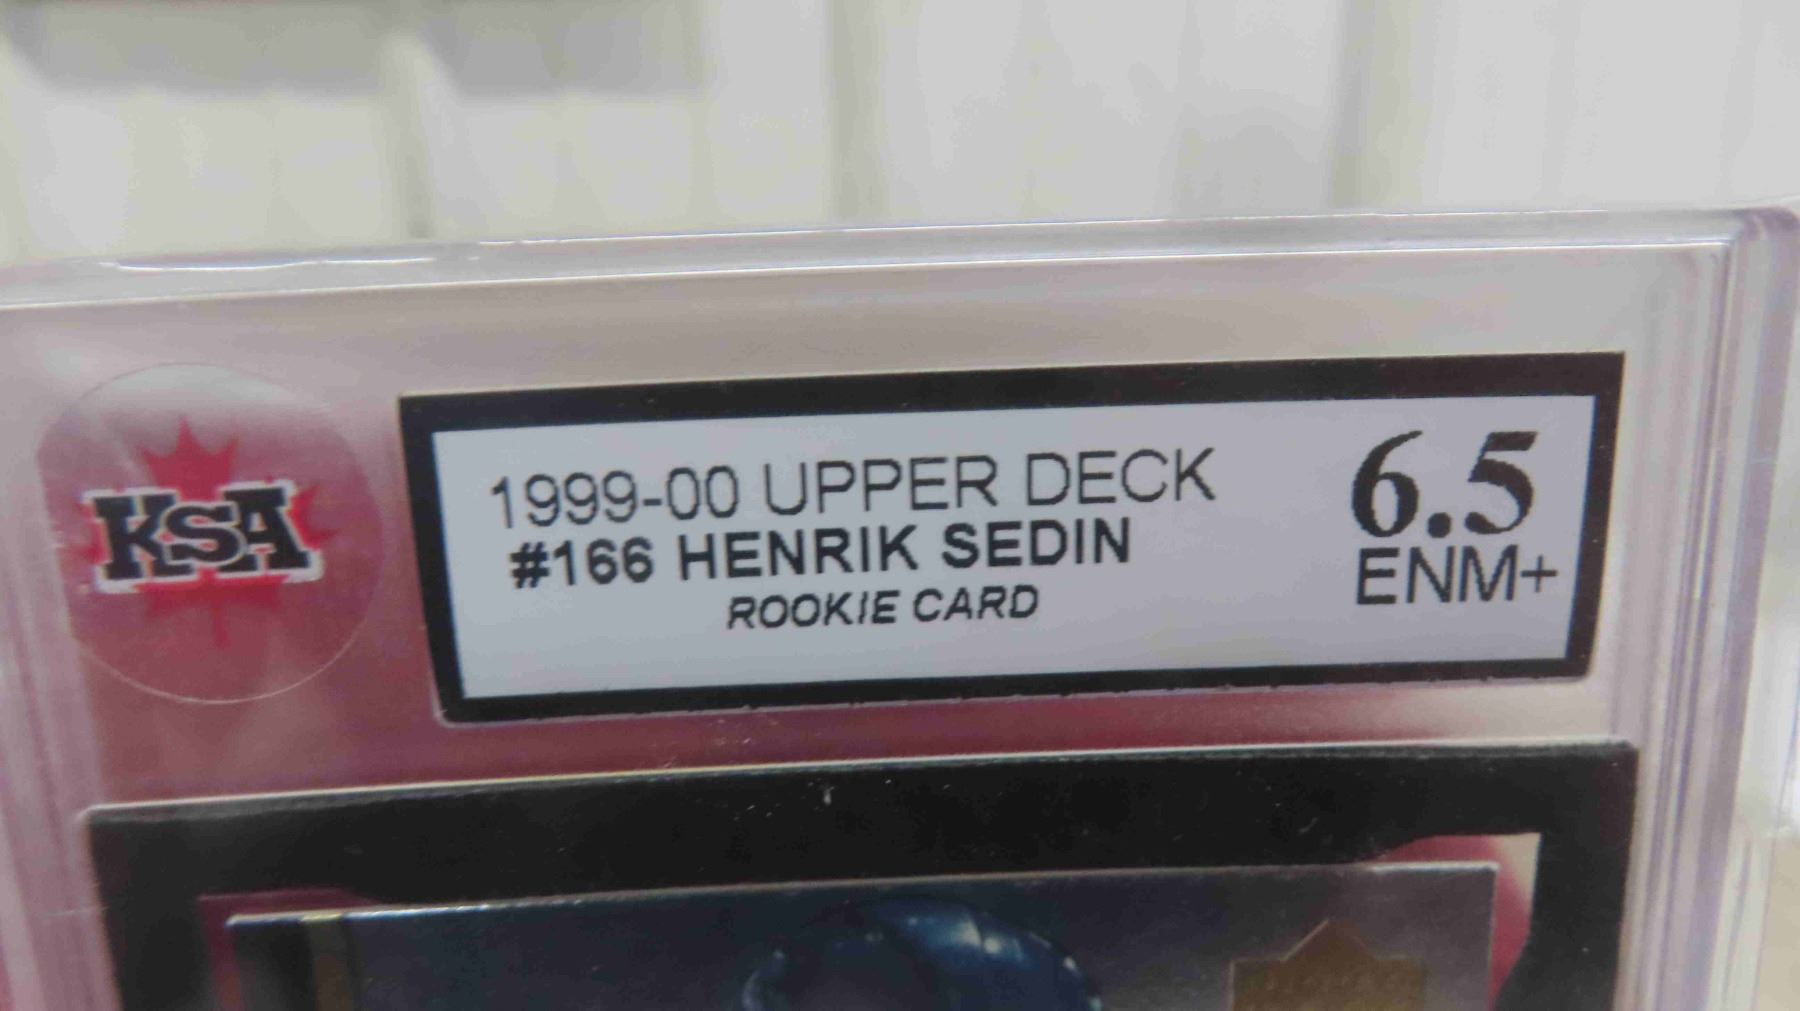 KSA
1999-00 UPPER DECK
#166 HENRIK SEDIN
ROOKIE CARD
6.5
ENM+